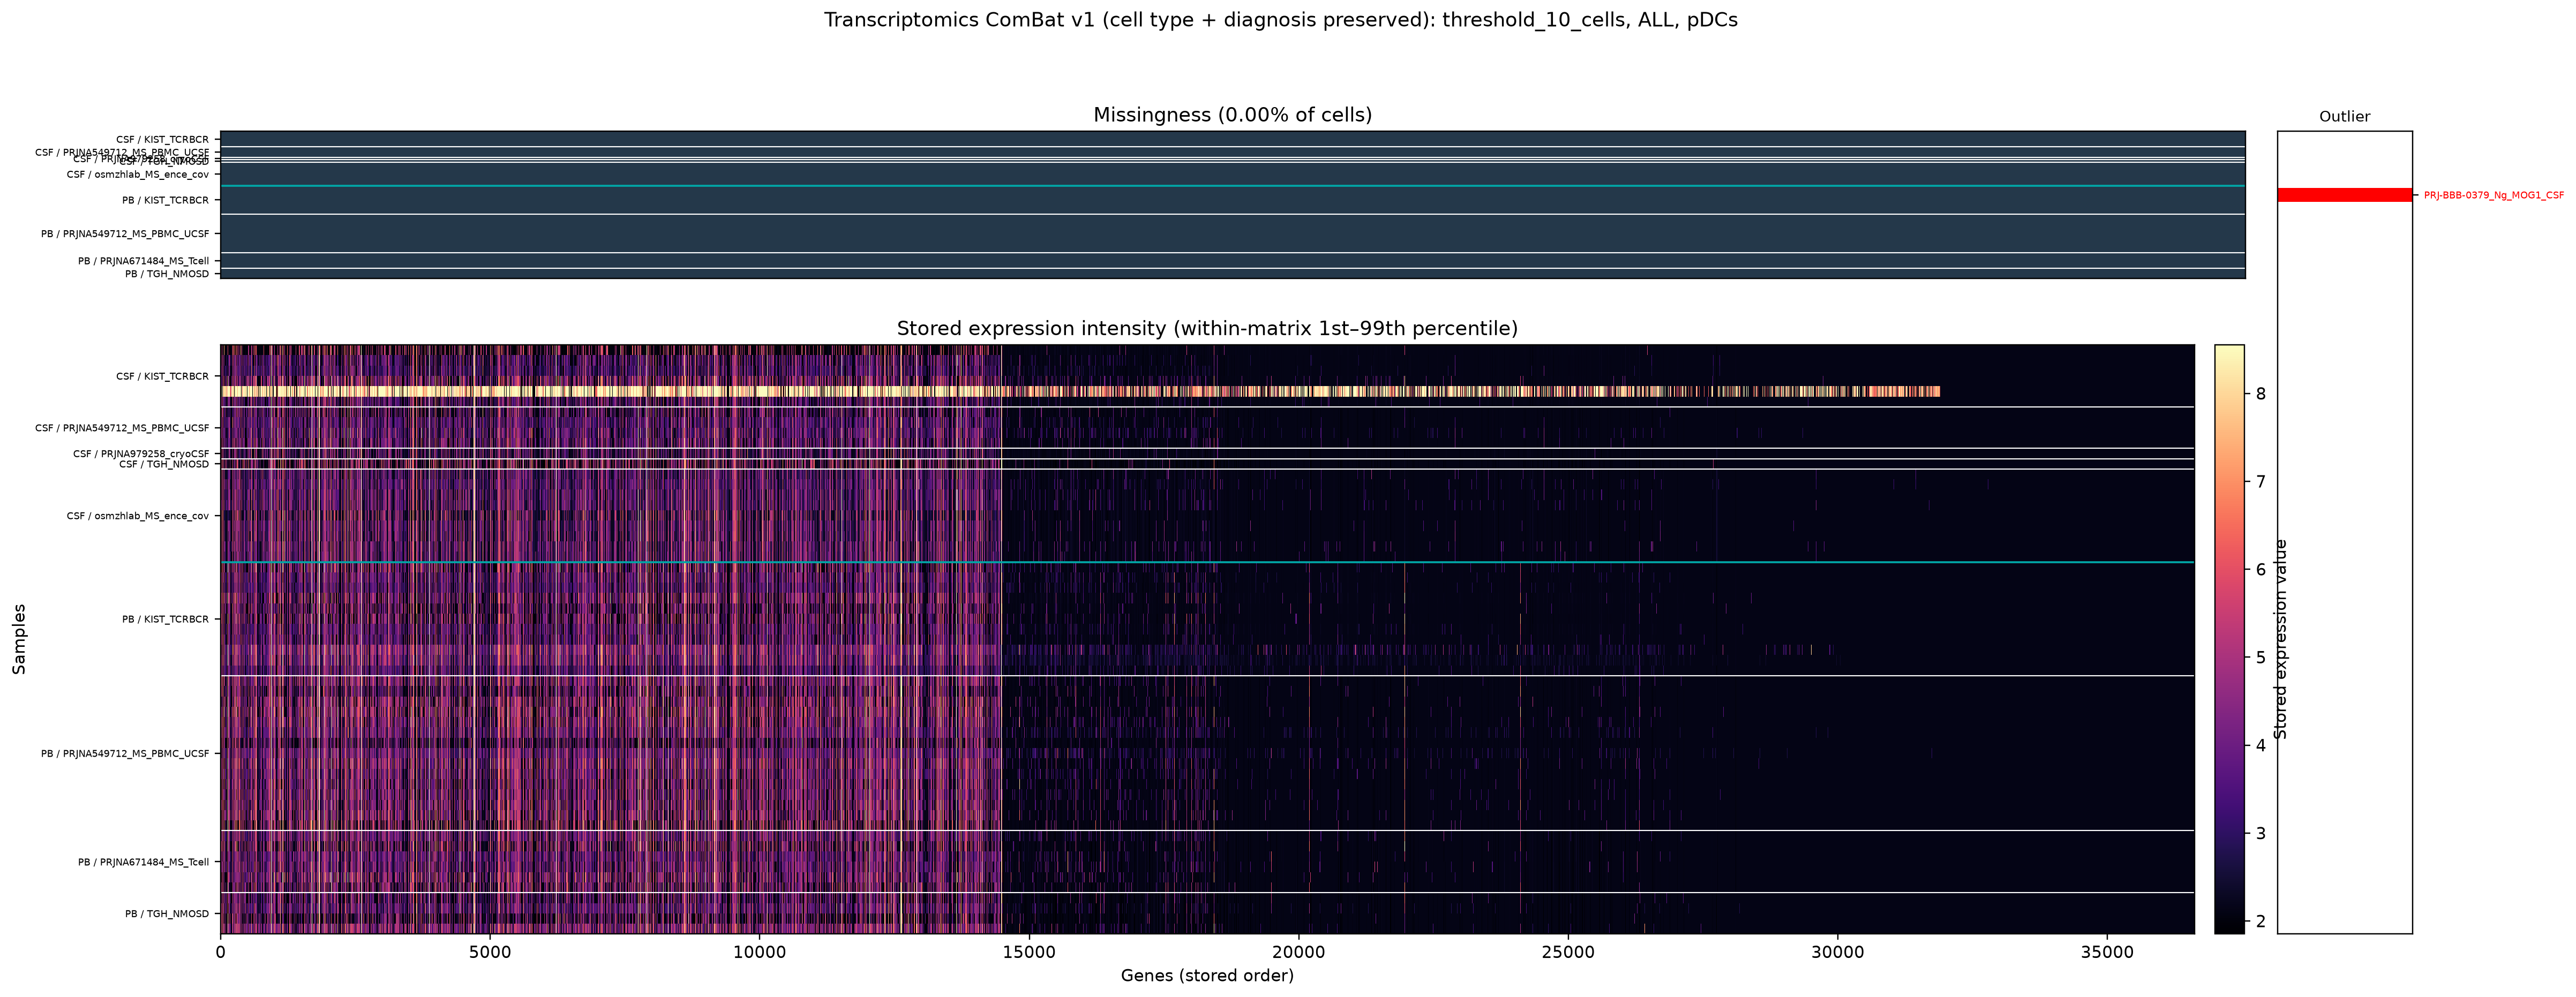 Transcriptomics ComBat v1 (cell type + diagnosis preserved): threshold_10_cells, ALL, pDCs
Missingness (0.00% of cells)
Outlier
CSF / KIST_TCRBCR
CSF / PRJNA549712_MS_PBMC_UCSF
CSF / PRJNA979258_cryoCSF
CSF / TGH_NMOSD
CSF / osmzhlab_MS_ence_cov
PB / KIST_TCRBCR
PB / PRJNA549712_MS_PBMC_UCSF
PB / PRJNA671484_MS_Tcell
PB / TGH_NMOSD
PRJ-BBB-0379_Ng_MOG1_CSF
Stored expression intensity (within-matrix 1st–99th percentile)
Samples
CSF / KIST_TCRBCR
CSF / PRJNA549712_MS_PBMC_UCSF
CSF / PRJNA979258_cryoCSF
CSF / TGH_NMOSD
CSF / osmzhlab_MS_ence_cov
PB / KIST_TCRBCR
PB / PRJNA549712_MS_PBMC_UCSF
PB / PRJNA671484_MS_Tcell
PB / TGH_NMOSD
8
7
6
5
4
3
2
Stored expression value
0 5000 10000 15000 20000 25000 30000 35000
Genes (stored order)